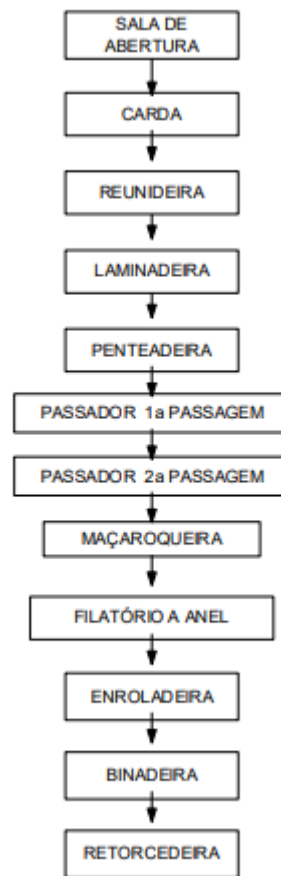 SALA DE
ABERTURA
CARDA
REUNIDEIRA
LAMINADEIRA
PENTEADEIRA
PASSADOR 1a PASSAGEM
PASSADOR 2a PASSAGEM
MAÇAROQUEIRA
FILATÓRIO A ANEL
ENROLADEIRA
BINADEIRA
RETORCEDEIRA